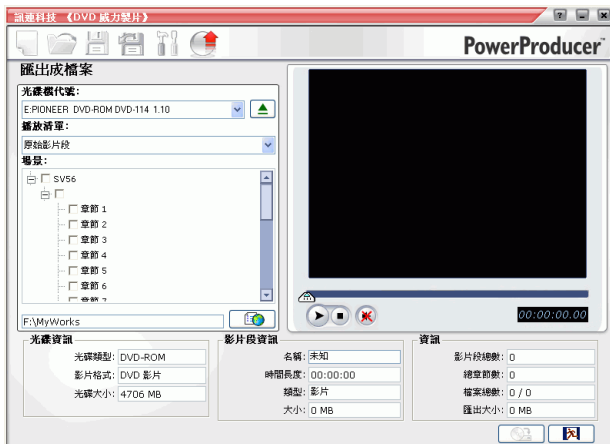 訊連科技 《DVD 威力製片》
PowerProducer™
匯出成檔案
光碟機代號:
E:PIONEER DVD-ROM DVD-114 1.10
播放清單:
原始影片段
場景:
SV56
章節 1
章節 2
章節 3
章節 4
章節 5
章節 6
章節 7
F:\MyWorks
00:00:00.00
光碟資訊
光碟類型: DVD-ROM
影片格式: DVD 影片
光碟大小: 4706 MB
影片段資訊
名稱: 未知
時間長度: 00:00:00
類型: 影片
大小: 0 MB
資訊
影片段總數: 0
總章節數: 0
檔案總數: 0 / 0
匯出大小: 0 MB